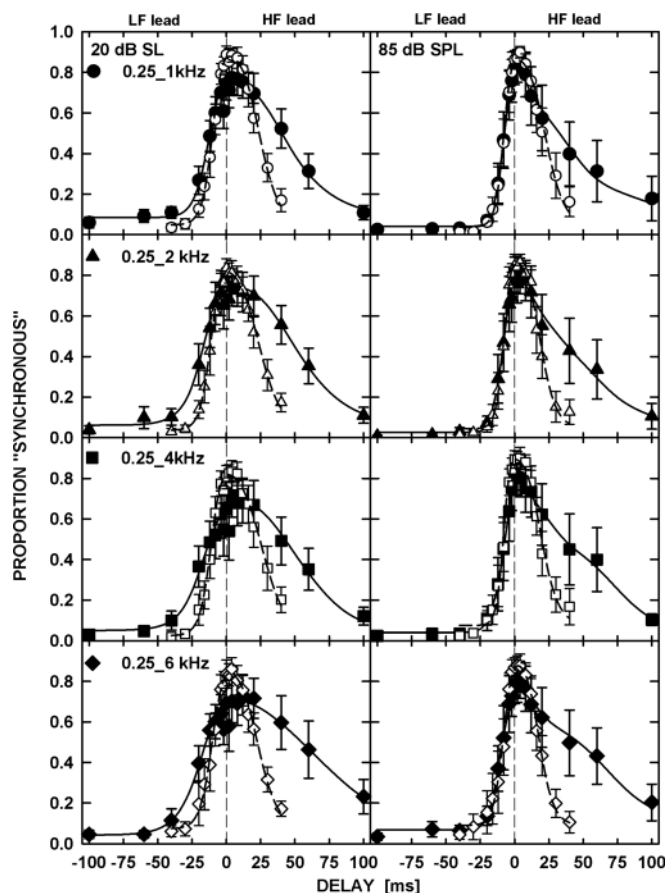 LF lead HF lead LF lead HF lead
20 dB SL 85 dB SPL
0.25_1kHz
1.0
0.8
0.6
0.4
0.2
0.0
0.25_2 kHz
0.8
0.6
0.4
0.2
0.0
0.25_4kHz
0.8
0.6
0.4
0.2
0.0
0.25_6 kHz
0.8
0.6
0.4
0.2
0.0
PROPORTION "SYNCHRONOUS"
-100 -75 -50 -25 0 25 50 75 -100 -75 -50 -25 0 25 50 75 100
DELAY [ms]